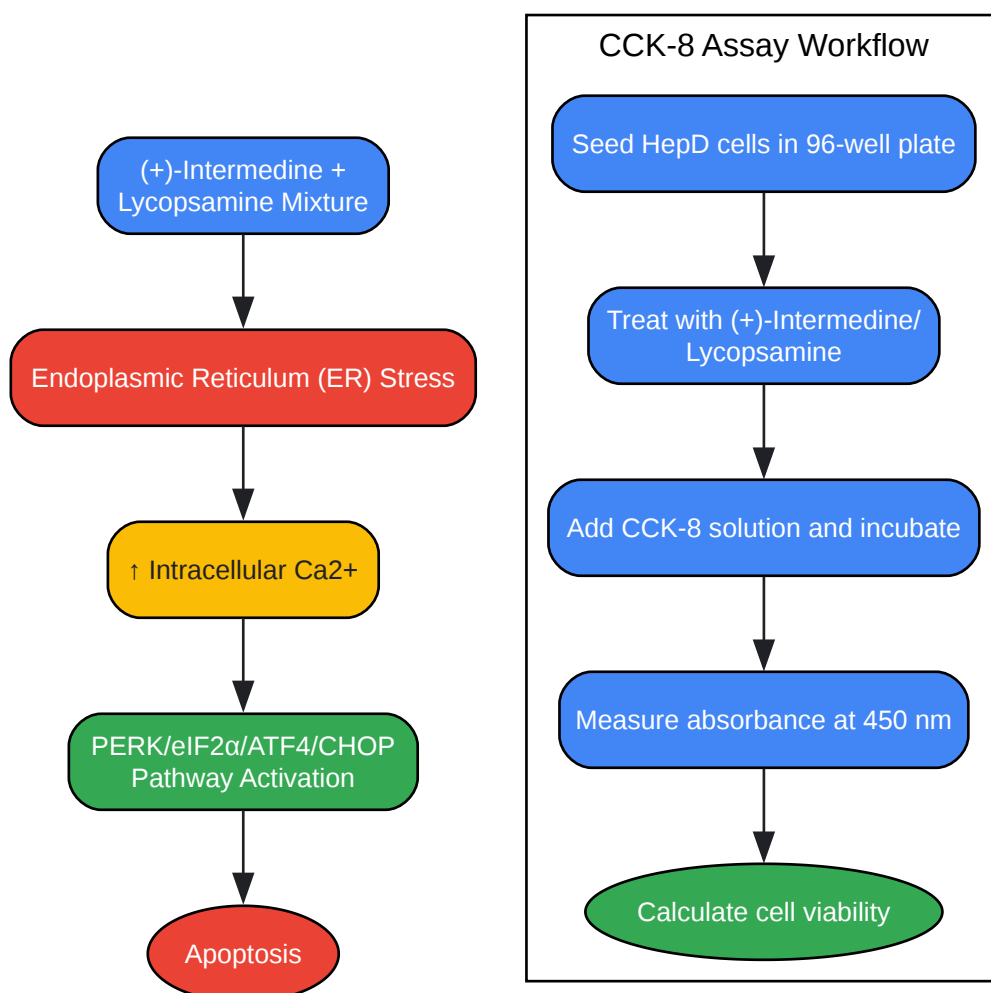 (+)-Intermedine +
Lycopsamine Mixture
Endoplasmic Reticulum (ER) Stress
↑ Intracellular Ca2+
PERK/eIF2α/ATF4/CHOP
Pathway Activation
Apoptosis
CCK-8 Assay Workflow
Seed HepD cells in 96-well plate
Treat with (+)-Intermedine/
Lycopsamine
Add CCK-8 solution and incubate
Measure absorbance at 450 nm
Calculate cell viability